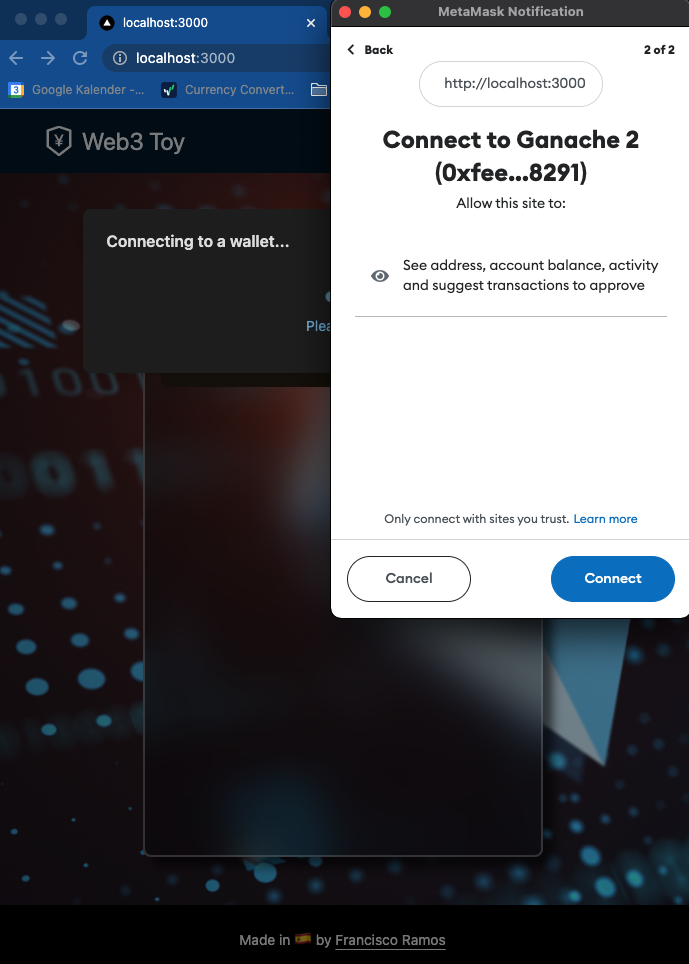 localhost:3000
localhost:3000
3
Google Kalender -...
Currency Convert...
Web3 Toy
Connecting to a wallet...
MetaMask Notification
Back
2 of 2
http://localhost:3000
Connect to Ganache 2
(0xfee...8291)
Allow this site to:
See address, account balance, activity
and suggest transactions to approve
Only connect with sites you trust. Learn more
Cancel
Connect
Made in 🇪🇸 by Francisco Ramos